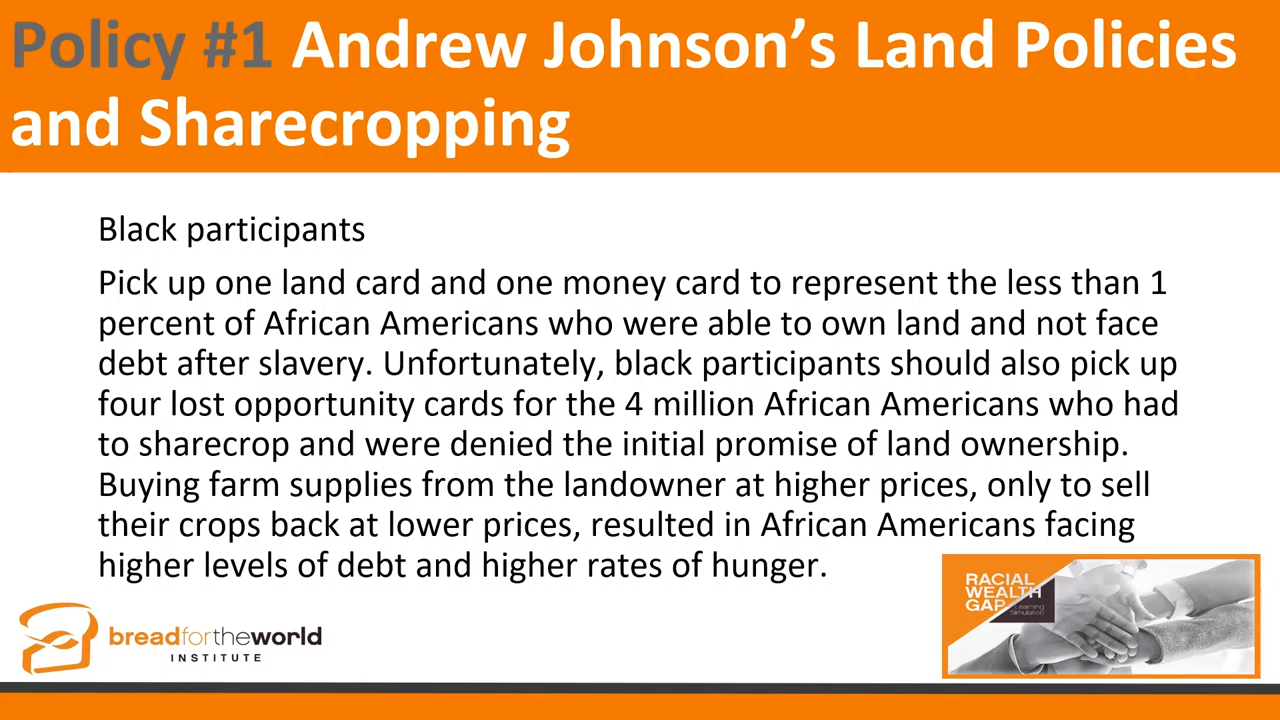 Policy #1 Andrew Johnson’s Land Policies
and Sharecropping
Black participants
Pick up one land card and one money card to represent the less than 1
percent of African Americans who were able to own land and not face
debt after slavery. Unfortunately, black participants should also pick up
four lost opportunity cards for the 4 million African Americans who had
to sharecrop and were denied the initial promise of land ownership.
Buying farm supplies from the landowner at higher prices, only to sell
their crops back at lower prices, resulted in African Americans facing
higher levels of debt and higher rates of hunger.
RACIAL
WEALTH
GAP Learning
Simulation
breadfortheworld
INSTITUTE